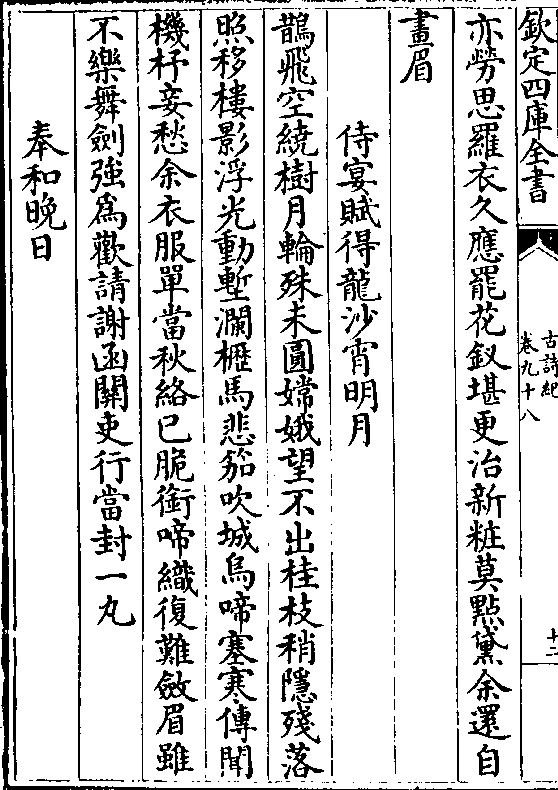 欽定四庫全書
古詩紀
卷九十八
十二
亦勞思羅衣久應罷花釵堪更治新粧莫㸃黛余還自
畫眉
侍宴賦得龍沙宵明月
鵲飛空繞樹月輪殊未圓嫦娥望不出桂枝稍隱殘落
照移樓影浮光動塹瀾櫪馬悲笳吹城烏啼塞寒傳聞
機杼妾愁余衣服單當秋絡已脆銜啼織復難斂眉雖
不樂舞劍強為歡請謝函關吏行當封一丸
奉和晚日